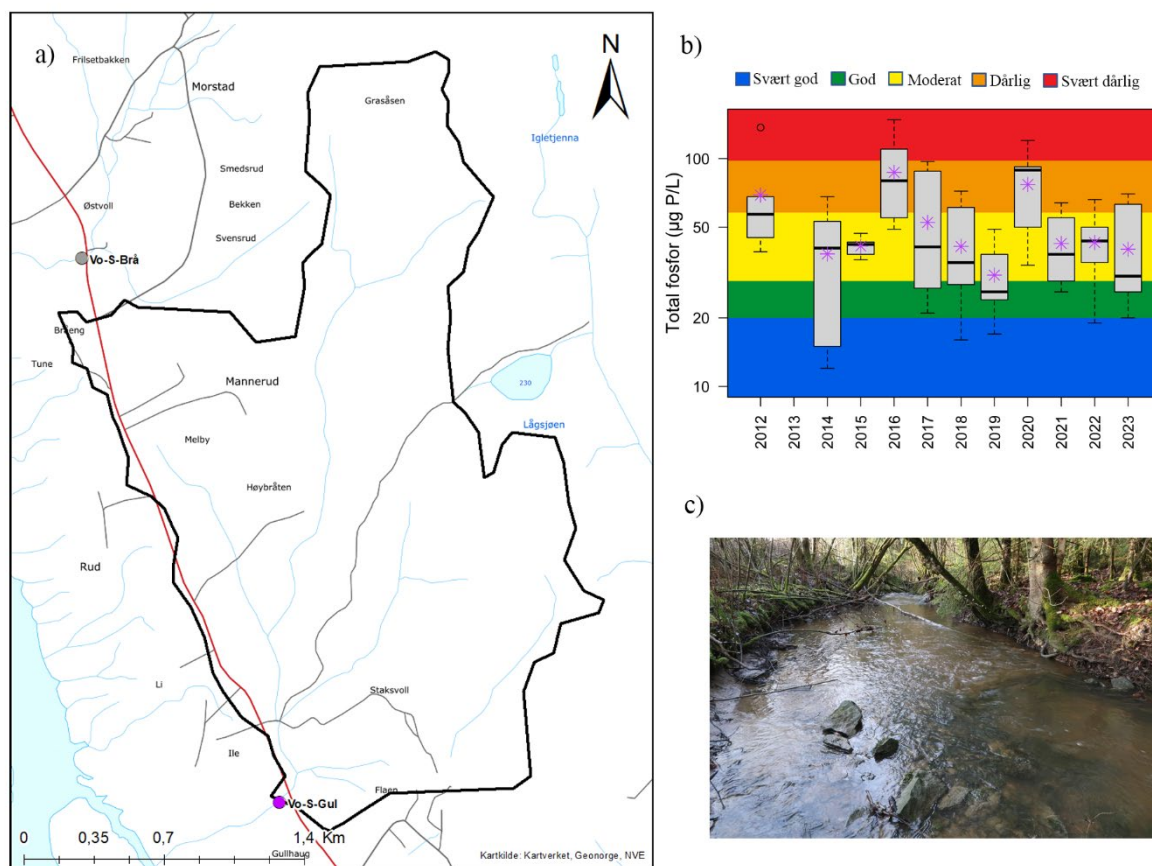 a)
N
Frilsetbakken
Morstad
Grasåsen
Igletjenna
Smedsrud
Østvoll
Bekken
Svensrud
Vo-S-Brå
Bråeng
Tune
Mannerud
230
Lågsjøen
Melby
Høybråten
Rud
Li
Staksvoll
Ile
Flaen
Vo-S-Gul
0 0,35 0,7 1,4 Km
Gullhaug
Kartkilde: Kartverket, Geonorge, NVE
b)
Svært god God Moderat Dårlig Svært dårlig
Total fosfor (µg P/L)
100
50
20
10
2012 2013 2014 2015 2016 2017 2018 2019 2020 2021 2022 2023
c)